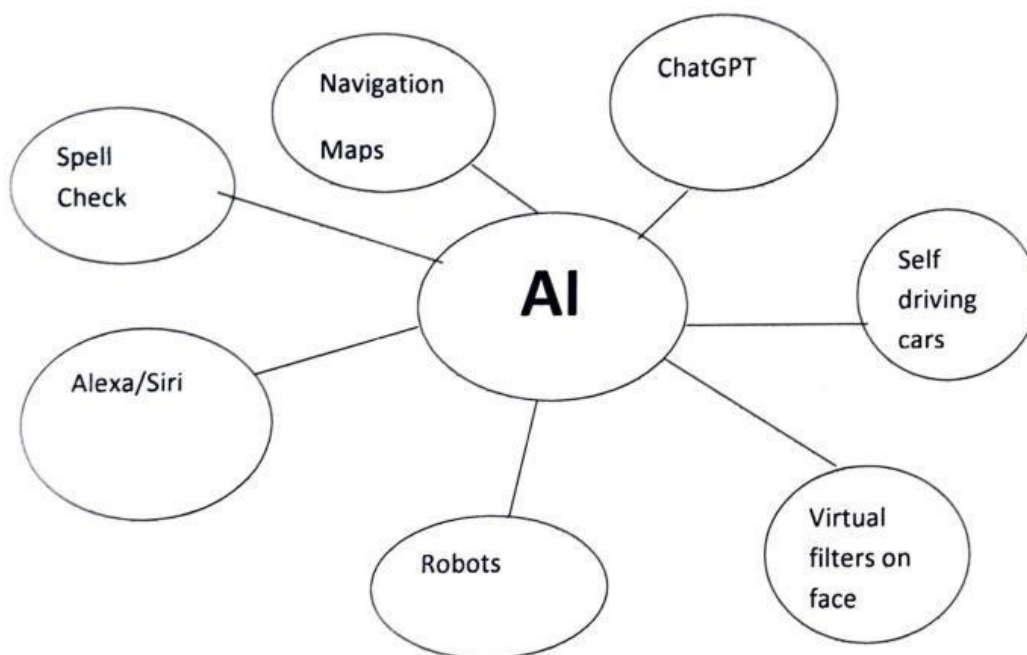 Navigation
Maps
ChatGPT
Spell
Check
AI
Self
driving
cars
Alexa/Siri
Robots
Virtual
filters on
face